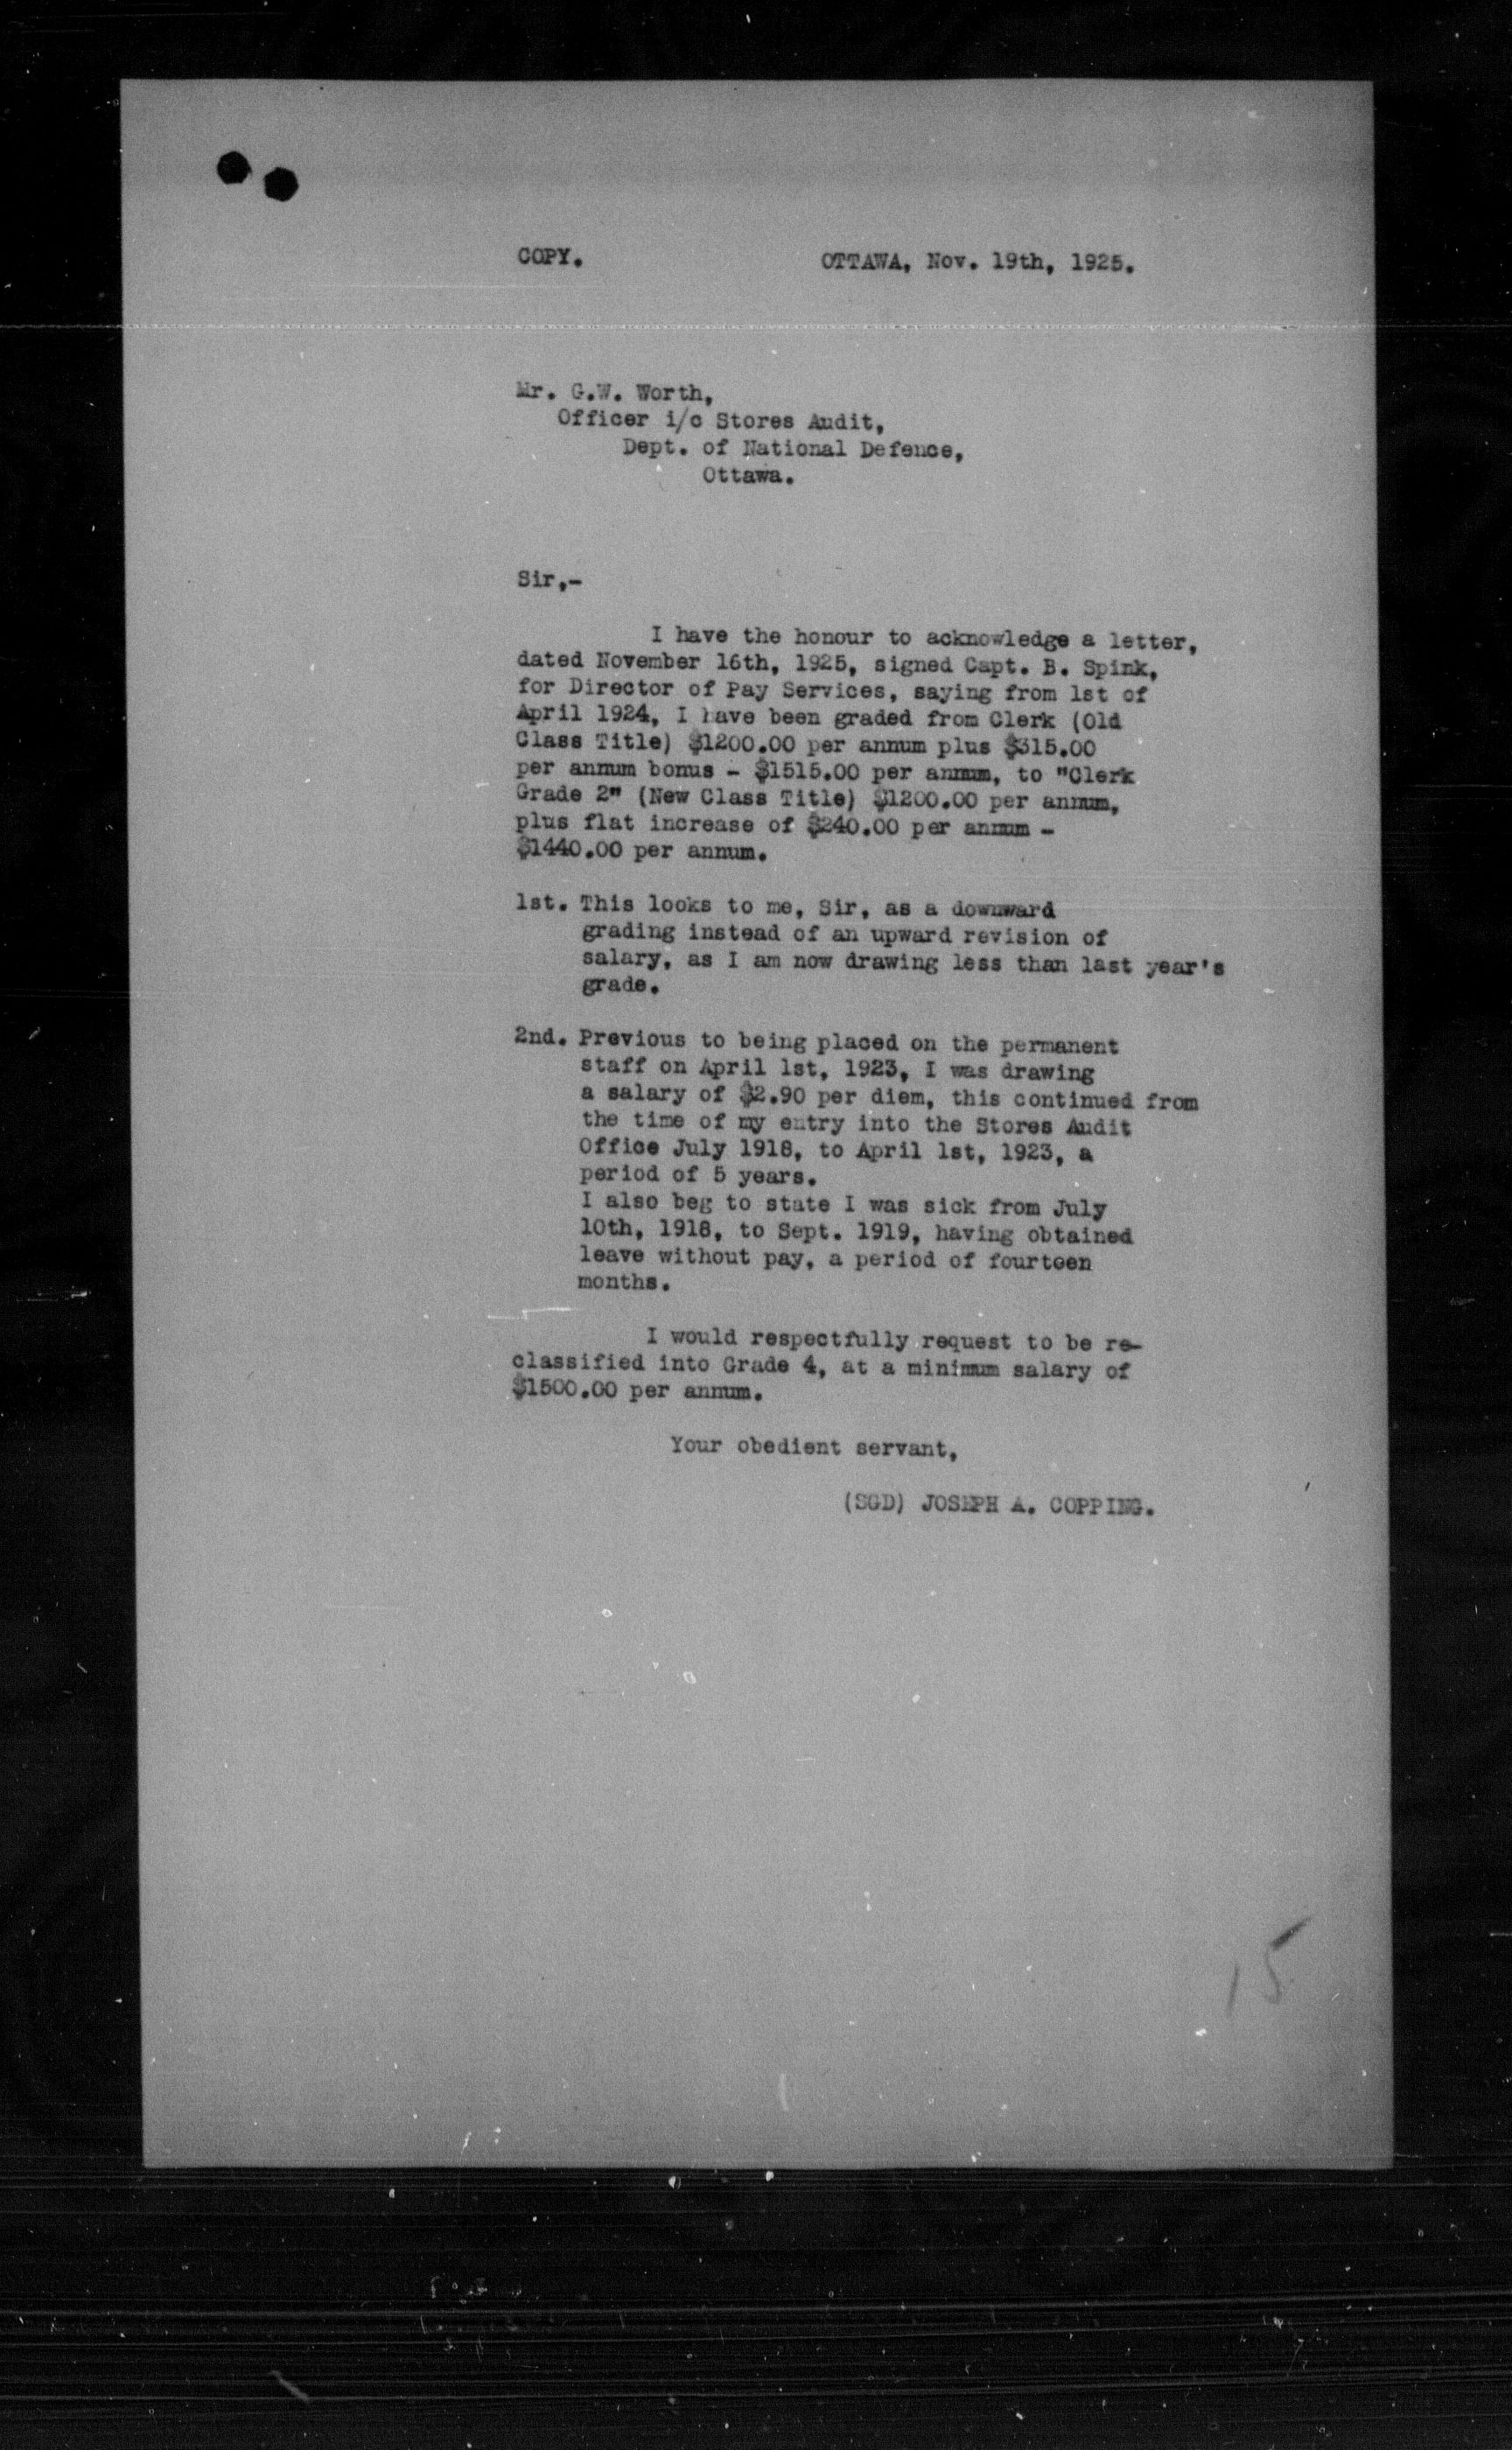 COPY. OTTAWA, Nov. 19th, 1925.
Mr. G.W. Worth,
Officer i/c Stores Audit,
Dept. of National Defence,
Ottawa.
Sir,-
I have the honour to acknowledge a letter,
dated November 16th, 1925, signed Capt. B. Spink,
for Director of Pay Services, saying from 1st of
April 1924, I have been graded from Clerk (Old
Class Title) $1200.00 per annum plus $315.00
per annum bonus - $1515.00 per annum, to "Clerk
Grade 2" (New Class Title) $1200.00 per annum,
plus flat increase of $240.00 per annum -
$1440.00 per annum.
1st. This looks to me, Sir, as a downward
grading instead of an upward revision of
salary, as I am now drawing less than last year's
grade.
2nd. Previous to being placed on the permanent
staff on April 1st, 1923, I was drawing
a salary of $2.90 per diem, this continued from
the time of my entry into the Stores Audit
Office July 1918, to April 1st, 1923, a
period of 5 years.
I also beg to state I was sick from July
10th, 1918, to Sept. 1919, having obtained
leave without pay, a period of fourteen
months.
I would respectfully request to be re-
classified into Grade 4, at a minimum salary of
$1500.00 per annum.
Your obedient servant,
(SGD) JOSEPH A. COPPING.
15